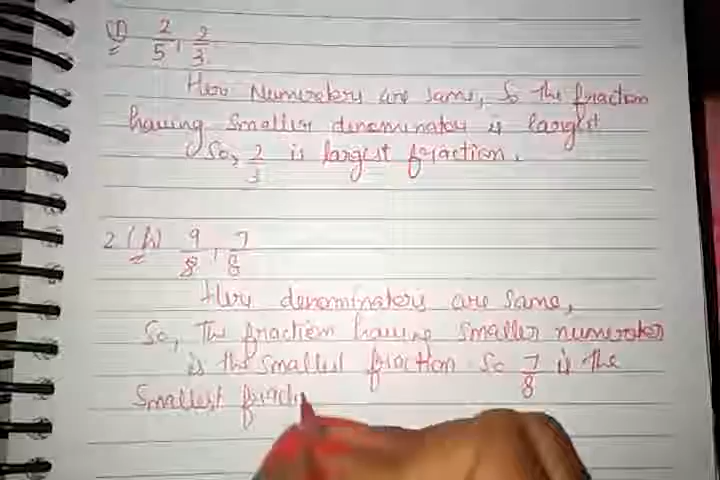 (1) 2/5, 2/3
Here Numerators are same, So the fraction
having smaller denominator is largest
So, 2/3 is largest fraction.
2 9/8, 7/8
Here denominators are same,
So, The fraction having smaller numerator
is the smallest fraction. So 7/8 is the
Smallest fracti